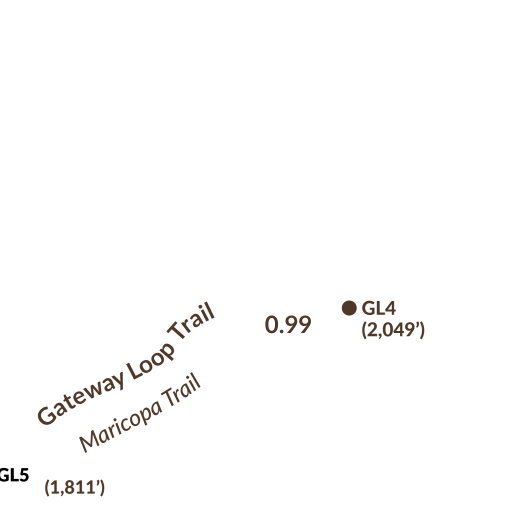 GL4
0.99
(2,049’)
Gateway Loop Trail
Maricopa Trail
GL5
(1,811’)